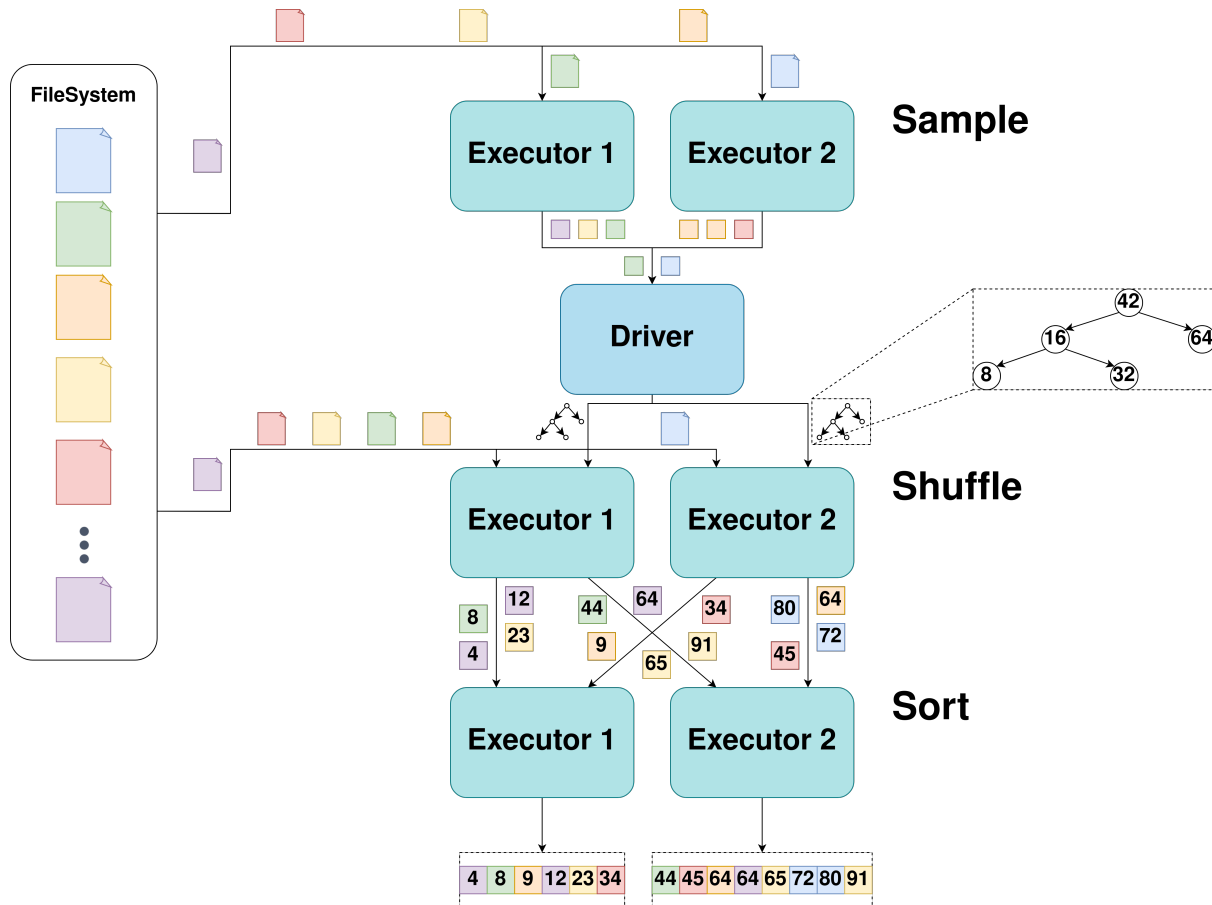 FileSystem
Executor 1
Executor 2
Sample
Driver
42
16
64
8
32
Executor 1
Executor 2
Shuffle
12
8
23
4
44
64
9
65
34
91
80
64
72
45
Executor 1
Executor 2
Sort
4 8 9 12 23 34
44 45 64 64 65 72 80 91